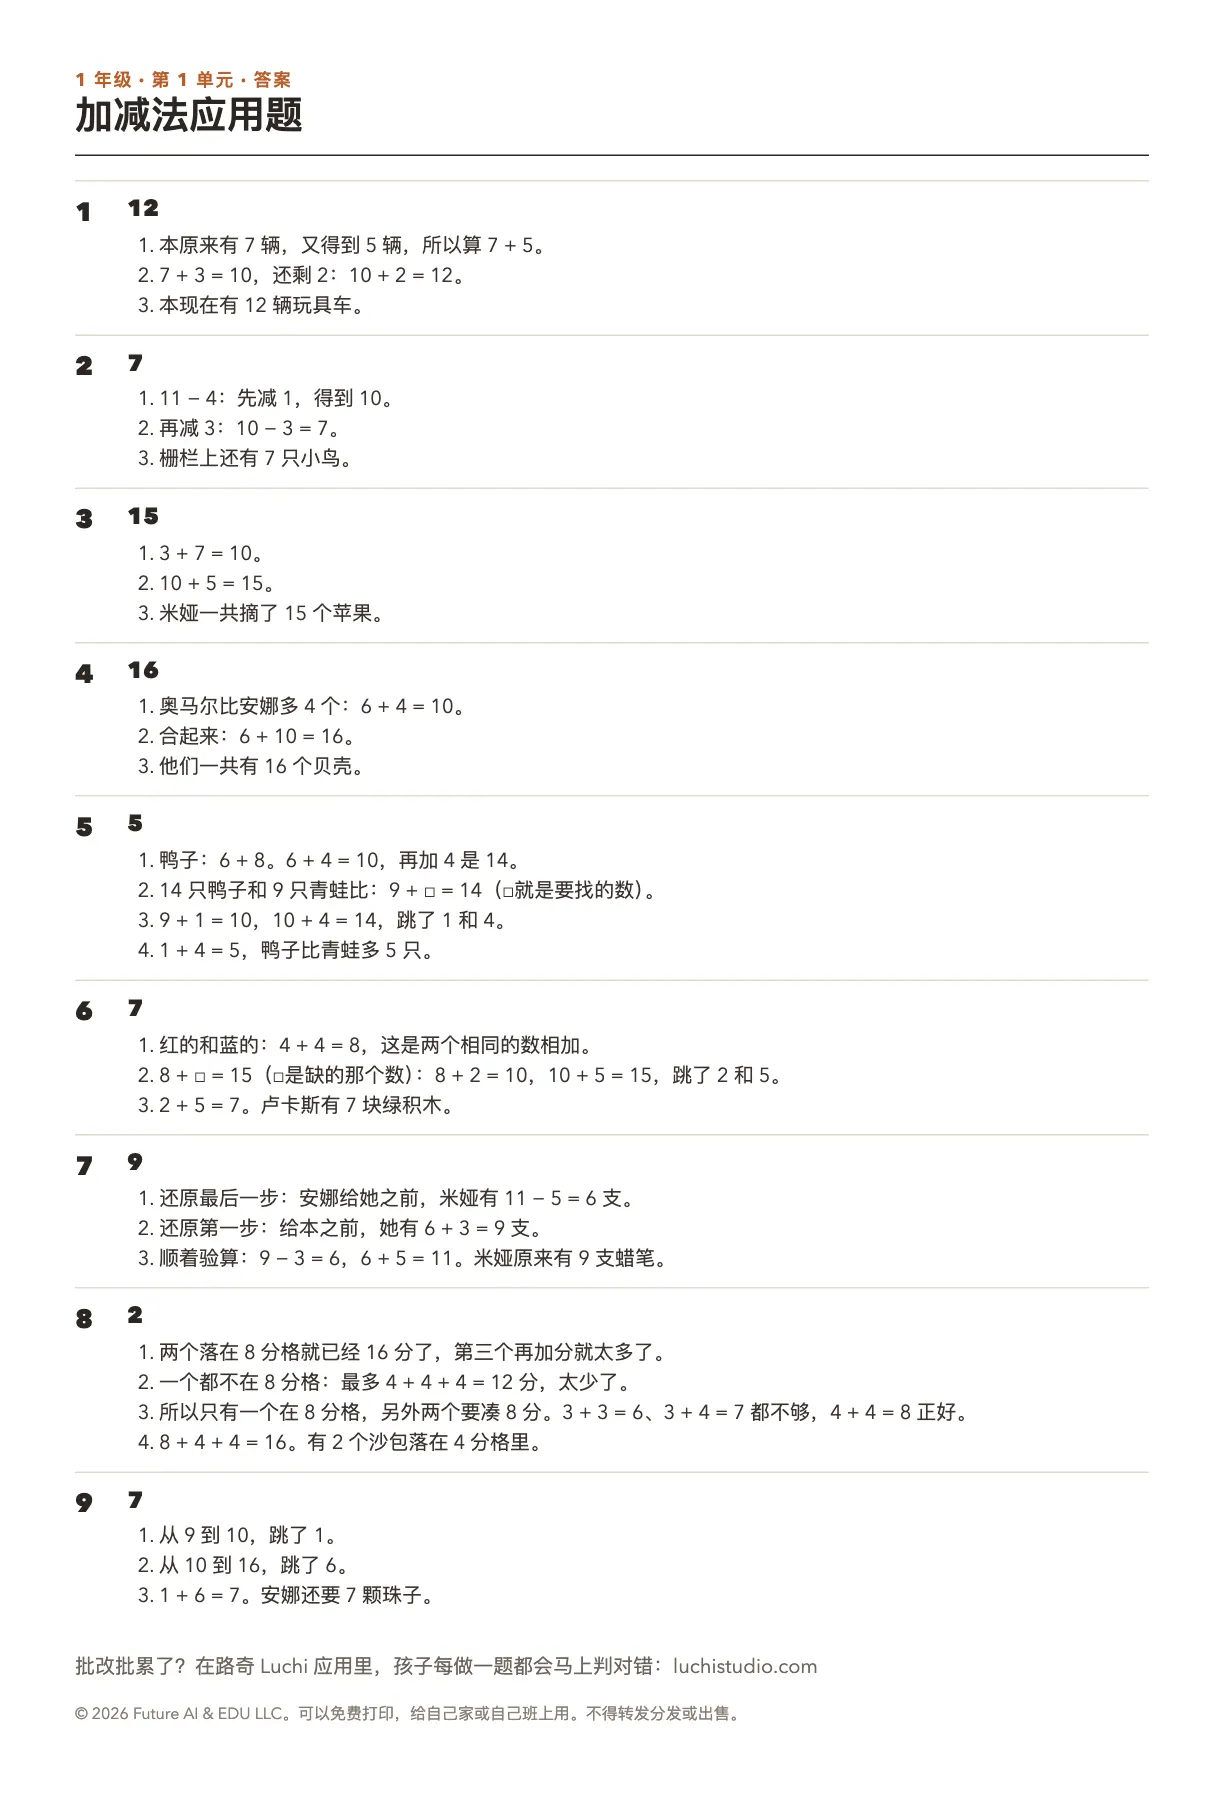 1 年级 · 第 1 单元 · 答案
加减法应用题
1 12
1. 本原来有 7 辆，又得到 5 辆，所以算 7 + 5。
2. 7 + 3 = 10，还剩 2：10 + 2 = 12。
3. 本现在有 12 辆玩具车。
2 7
1. 11 − 4：先减 1，得到 10。
2. 再减 3：10 − 3 = 7。
3. 栅栏上还有 7 只小鸟。
3 15
1. 3 + 7 = 10。
2. 10 + 5 = 15。
3. 米娅一共摘了 15 个苹果。
4 16
1. 奥马尔比安娜多 4 个：6 + 4 = 10。
2. 合起来：6 + 10 = 16。
3. 他们一共有 16 个贝壳。
5 5
1. 鸭子：6 + 8。6 + 4 = 10，再加 4 是 14。
2. 14 只鸭子和 9 只青蛙比：9 + □ = 14（□就是要找的数）。
3. 9 + 1 = 10，10 + 4 = 14，跳了 1 和 4。
4. 1 + 4 = 5，鸭子比青蛙多 5 只。
6 7
1. 红的和蓝的：4 + 4 = 8，这是两个相同的数相加。
2. 8 + □ = 15（□是缺的那个数）：8 + 2 = 10，10 + 5 = 15，跳了 2 和 5。
3. 2 + 5 = 7。卢卡斯有 7 块绿积木。
7 9
1. 还原最后一步：安娜给她之前，米娅有 11 − 5 = 6 支。
2. 还原第一步：给本之前，她有 6 + 3 = 9 支。
3. 顺着验算：9 − 3 = 6，6 + 5 = 11。米娅原来有 9 支蜡笔。
8 2
1. 两个落在 8 分格就已经 16 分了，第三个再加分就太多了。
2. 一个都不在 8 分格：最多 4 + 4 + 4 = 12 分，太少了。
3. 所以只有一个在 8 分格，另外两个要凑 8 分。3 + 3 = 6、3 + 4 = 7 都不够，4 + 4 = 8 正好。
4. 8 + 4 + 4 = 16。有 2 个沙包落在 4 分格里。
9 7
1. 从 9 到 10，跳了 1。
2. 从 10 到 16，跳了 6。
3. 1 + 6 = 7。安娜还要 7 颗珠子。
批改批累了？在路奇 Luchi 应用里，孩子每做一题都会马上判对错：luchistudio.com
© 2026 Future AI & EDU LLC。可以免费打印，给自己家或自己班上用。不得转发分发或出售。